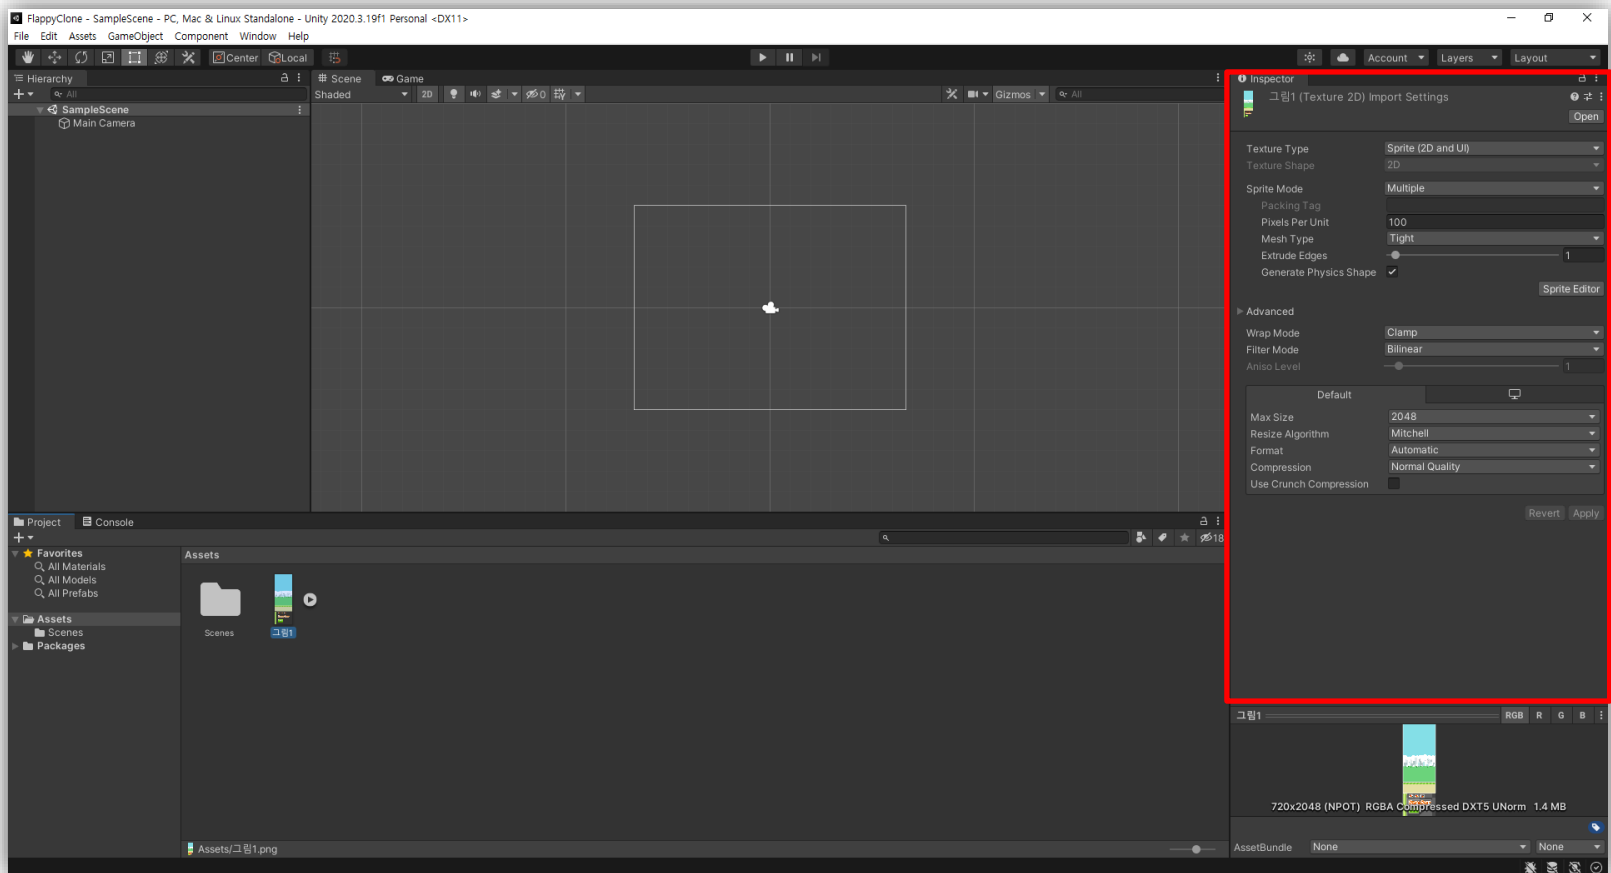 FlappyClone - SampleScene - PC, Mac & Linux Standalone - Unity 2020.3.19f1 Personal <DX11>
File Edit Assets GameObject Component Window Help
Center Local
Account Layers Layout
Hierarchy
All
SampleScene
Main Camera
Scene Game
Shaded 2D 0 Gizmos All
Inspector
그림1 (Texture 2D) Import Settings
Open
Texture Type Sprite (2D and UI)
Texture Shape 2D
Sprite Mode Multiple
Packing Tag
Pixels Per Unit 100
Mesh Type Tight
Extrude Edges 1
Generate Physics Shape
Sprite Editor
Advanced
Wrap Mode Clamp
Filter Mode Bilinear
Aniso Level 1
Default
Max Size 2048
Resize Algorithm Mitchell
Format Automatic
Compression Normal Quality
Use Crunch Compression
Revert Apply
Project Console
18
Favorites
All Materials
All Models
All Prefabs
Assets
Scenes
Packages
Assets
Scenes 그림1
Assets/그림1.png
그림1 RGB R G B
720x2048 (NPOT) RGBA Compressed DXT5 UNorm 1.4 MB
AssetBundle None None